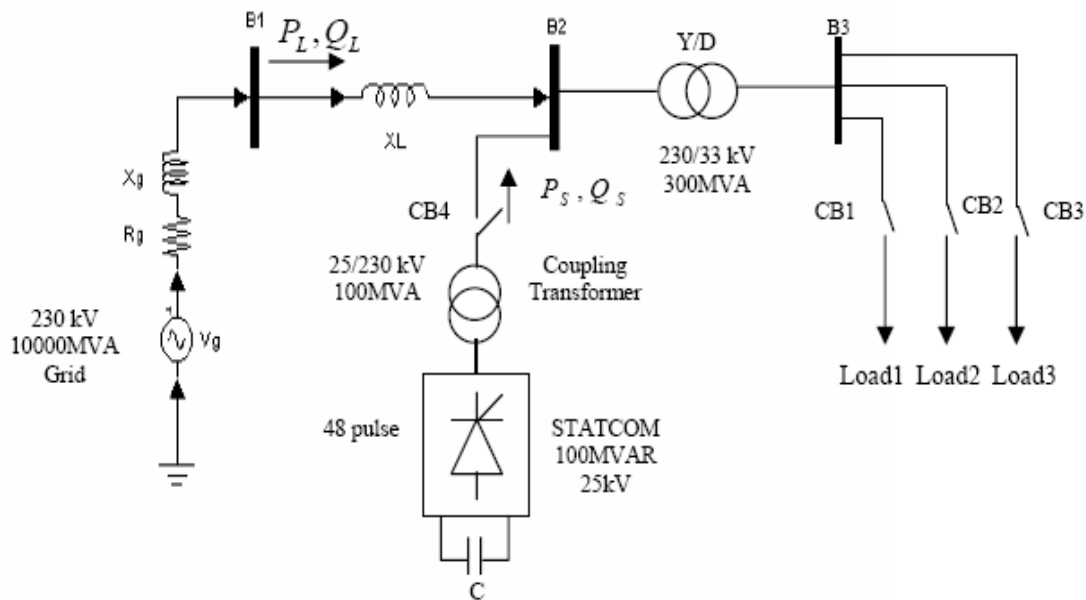 B1
P_L, Q_L
XL
B2
Y/D
230/33 kV
300MVA
B3
Xg
Rg
230 kV
10000MVA
Grid
Vg
CB4
P_S, Q_S
25/230 kV
100MVA
Coupling
Transformer
48 pulse
STATCOM
100MVAR
25kV
C
CB1
CB2
CB3
Load1 Load2 Load3